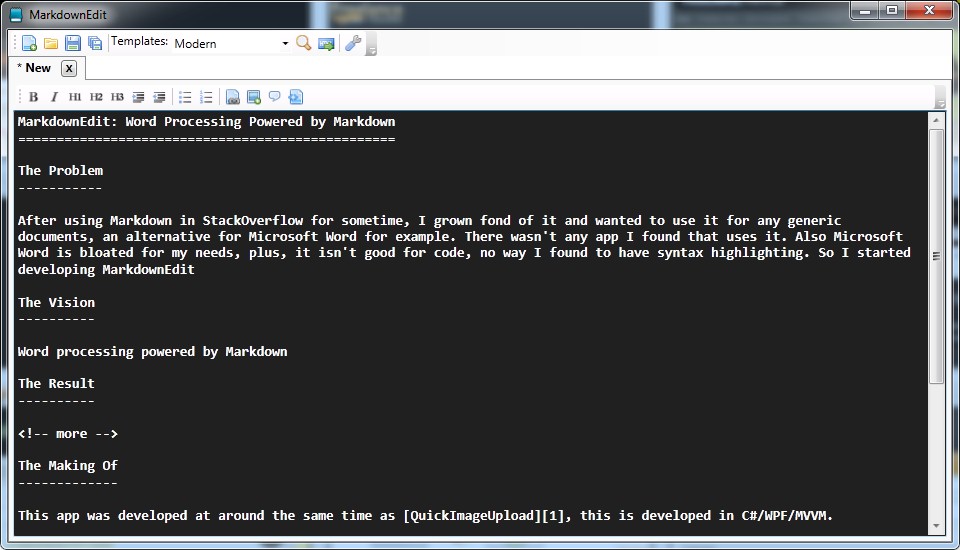 MarkdownEdit
Templates: Modern
* New x
B I H1 H2 H3
MarkdownEdit: Word Processing Powered by Markdown
=================================================
The Problem
-----------
After using Markdown in StackOverflow for sometime, I grown fond of it and wanted to use it for any generic
documents, an alternative for Microsoft Word for example. There wasn't any app I found that uses it. Also Microsoft
Word is bloated for my needs, plus, it isn't good for code, no way I found to have syntax highlighting. So I started
developing MarkdownEdit
The Vision
----------
Word processing powered by Markdown
The Result
----------
<!-- more -->
The Making Of
-------------
This app was developed at around the same time as [QuickImageUpload][1], this is developed in C#/WPF/MVVM.